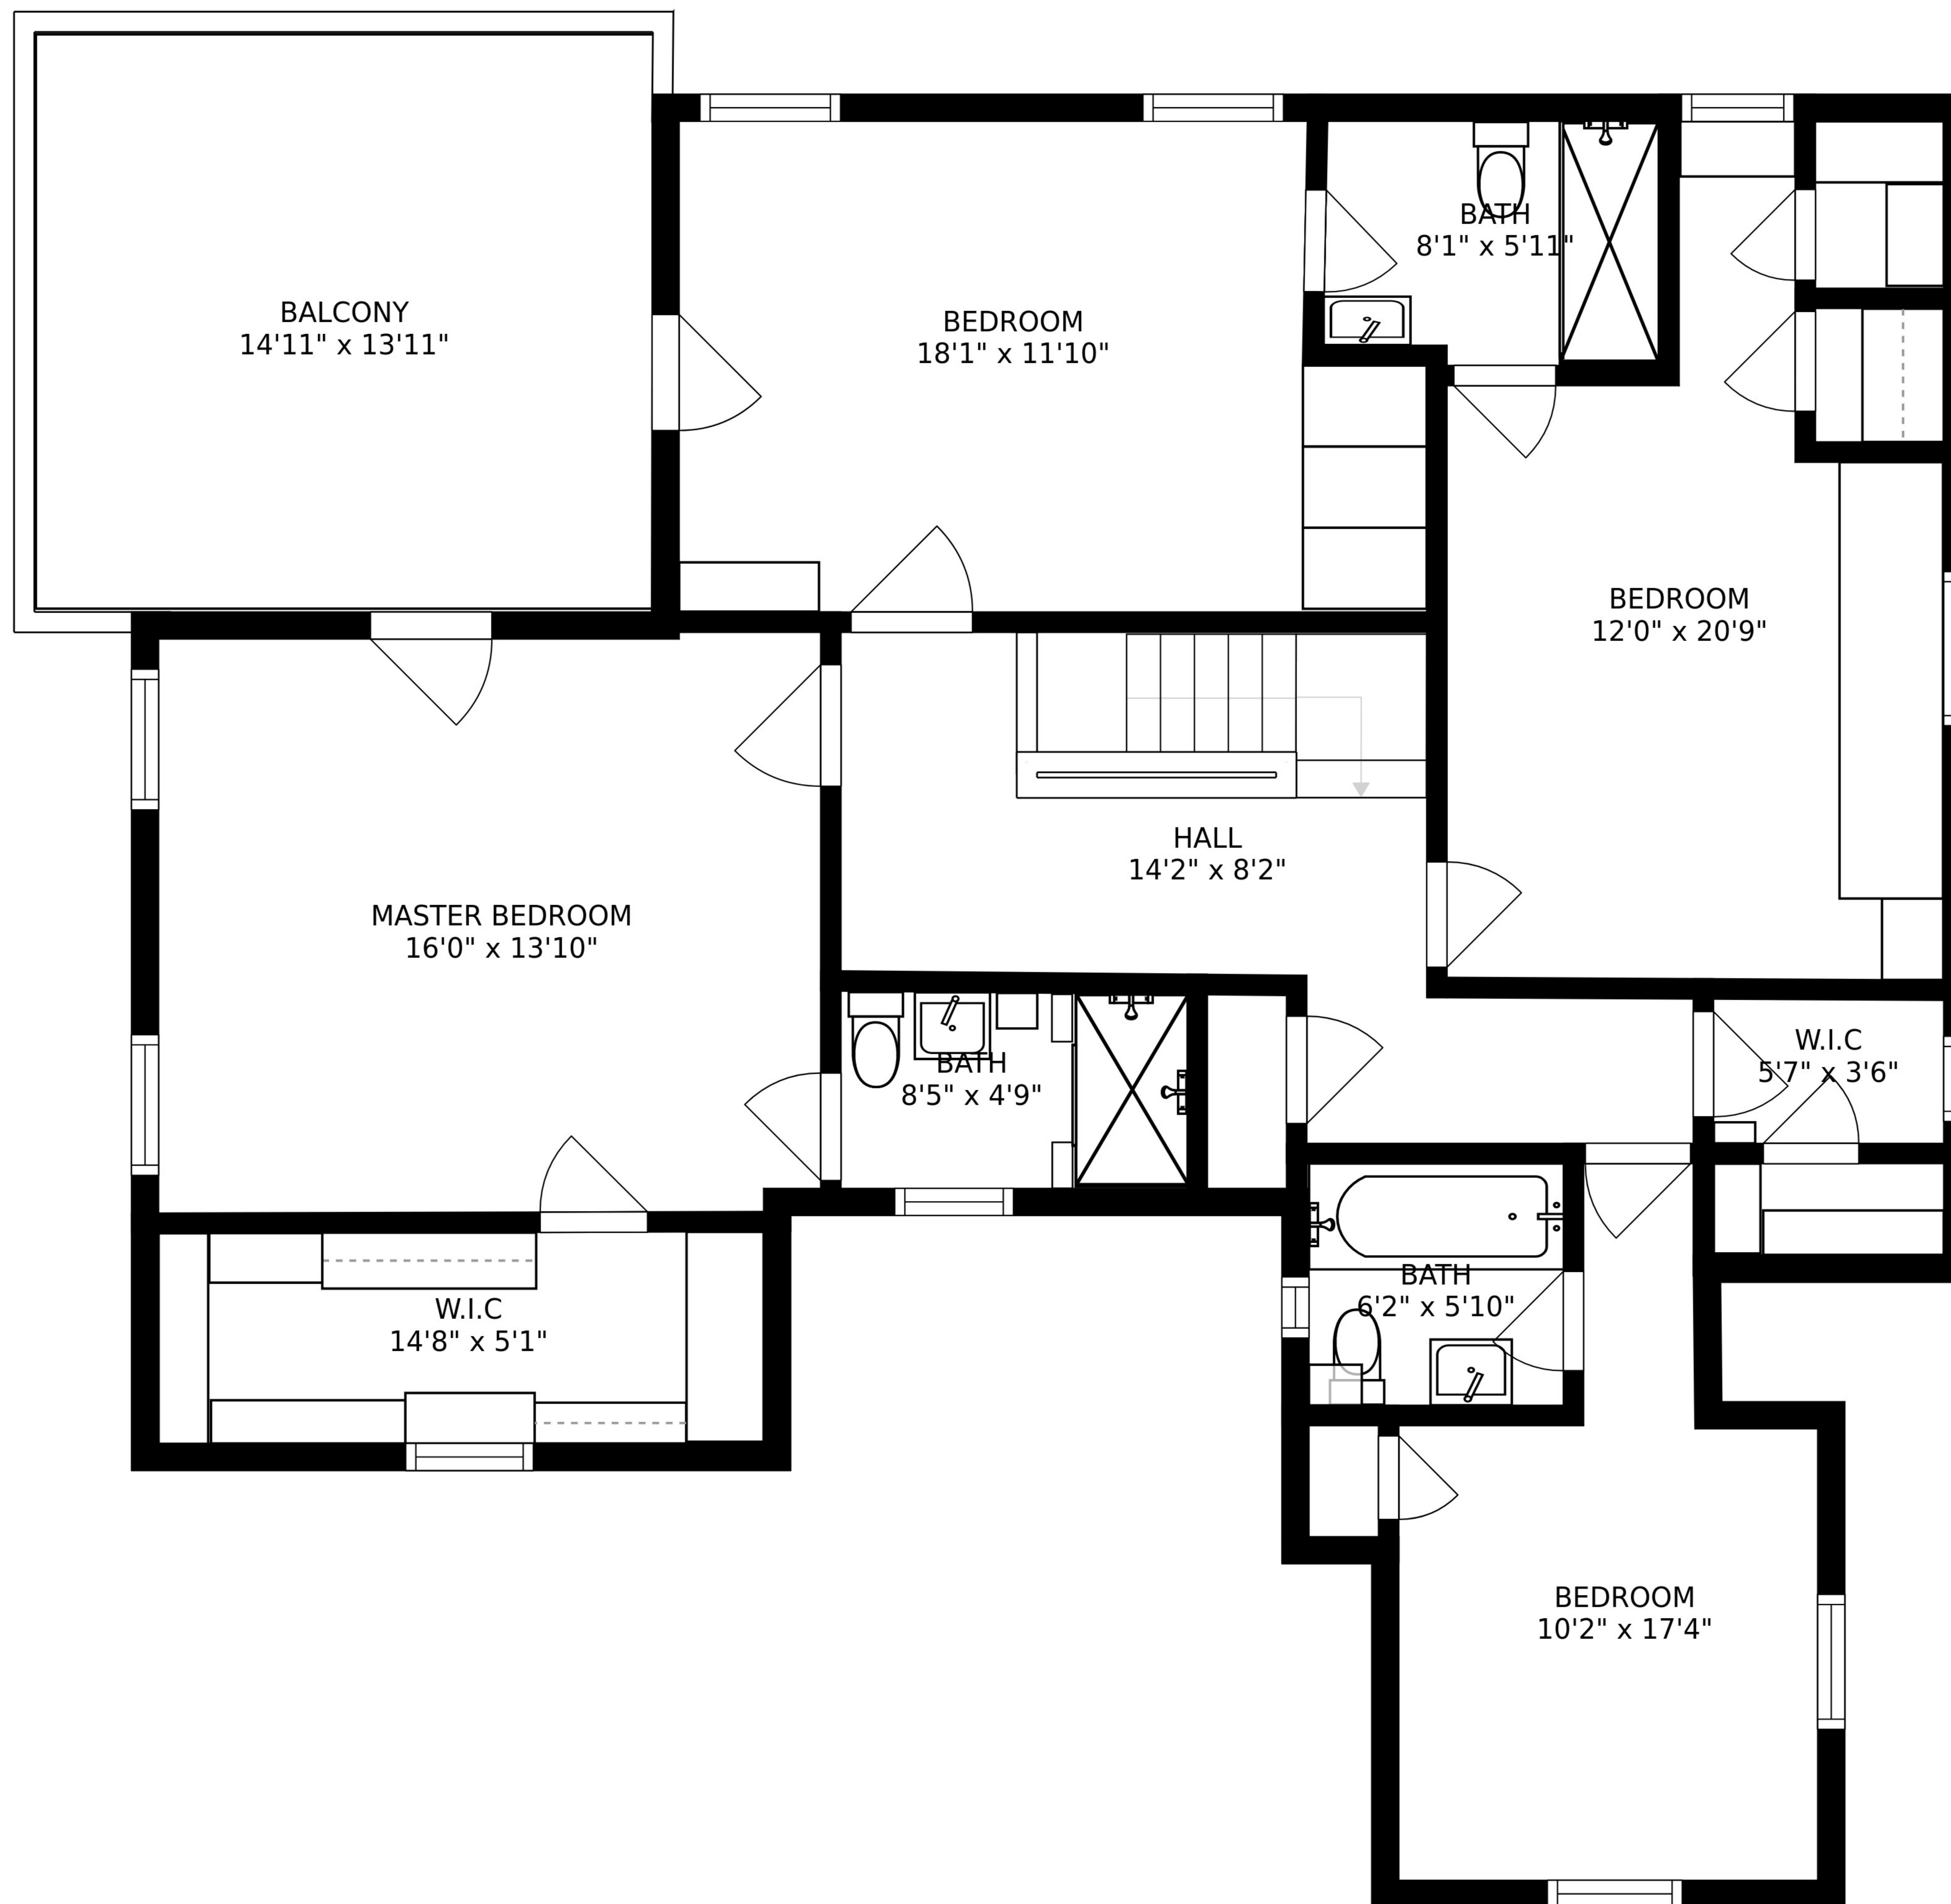 BATH
8'1" x 5'11"
BALCONY
14'11" x 13'11"
BEDROOM
18'1" x 11'10"
BEDROOM
12'0" x 20'9"
HALL
14'2" x 8'2"
MASTER BEDROOM
16'0" x 13'10"
W.I.C
5'7" x 3'6"
BATH
8'5" x 4'9"
BATH
6'2" x 5'10"
W.I.C
14'8" x 5'1"
BEDROOM
10'2" x 17'4"